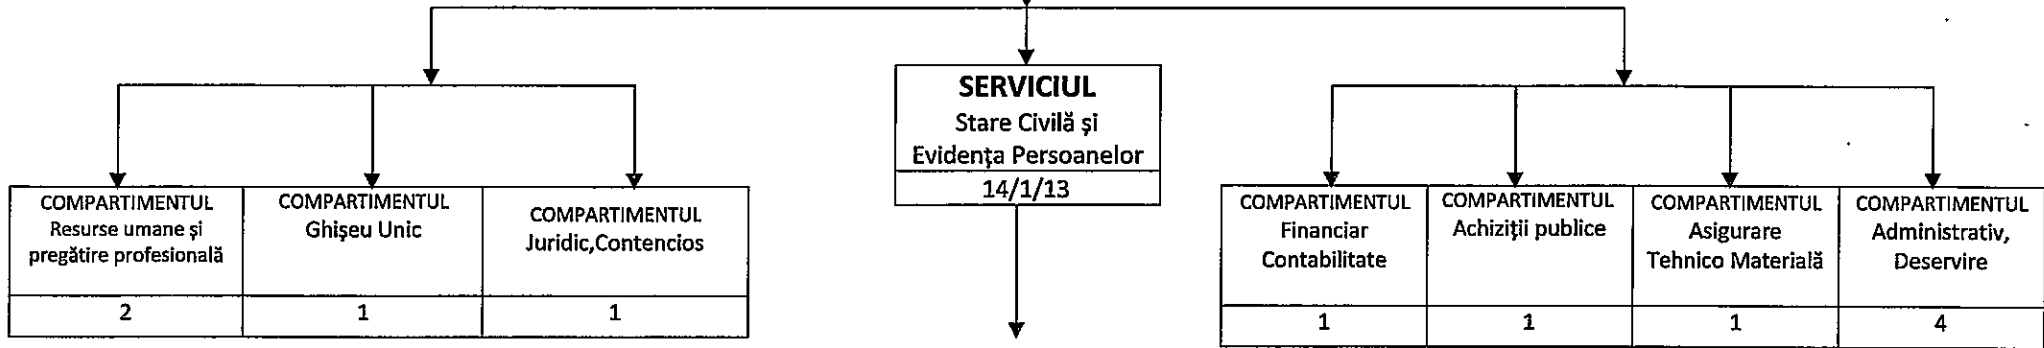 SERVICIUL
Stare Civilă și
Evidența Persoanelor
14/1/13
COMPARTIMENTUL
Resurse umane și
pregătire profesională
2
COMPARTIMENTUL
Ghişeu Unic
1
COMPARTIMENTUL
Juridic,Contencios
1
COMPARTIMENTUL
Financiar
Contabilitate
1
COMPARTIMENTUL
Achiziții publice
1
COMPARTIMENTUL
Asigurare
Tehnico Materială
1
COMPARTIMENTUL
Administrativ,
Deservire
4